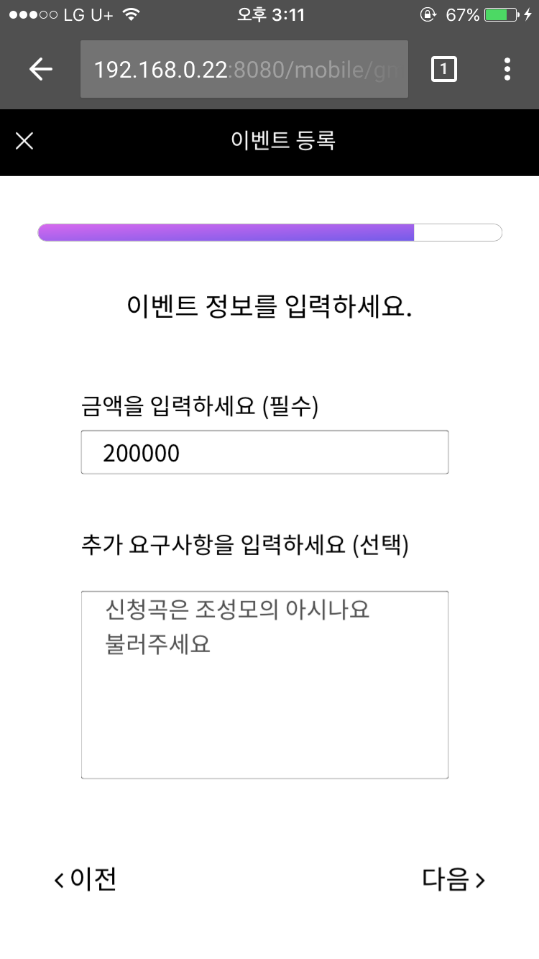 LG U+ 오후 3:11 67%
192.168.0.22:8080/mobile/gr
1
이벤트 등록
이벤트 정보를 입력하세요.
금액을 입력하세요 (필수)
200000
추가 요구사항을 입력하세요 (선택)
신청곡은 조성모의 아시나요
불러주세요
이전 다음